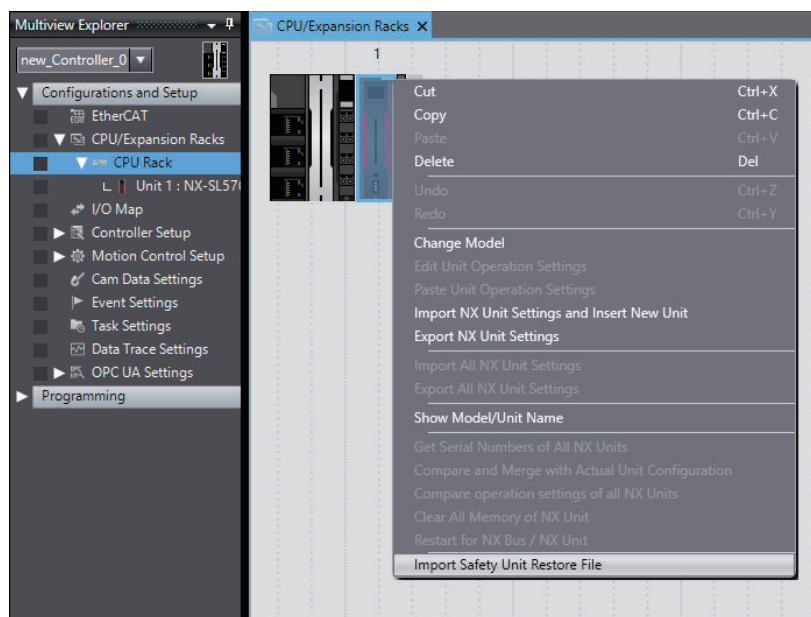 Multiview Explorer
new_Controller_0
Configurations and Setup
EtherCAT
CPU/Expansion Racks
CPU Rack
Unit 1 : NX-SL570
I/O Map
Controller Setup
Motion Control Setup
Cam Data Settings
Event Settings
Task Settings
Data Trace Settings
OPC UA Settings
Programming
CPU/Expansion Racks
1
Cut Ctrl+X
Copy Ctrl+C
Paste Ctrl+V
Delete Del
Undo Ctrl+Z
Redo Ctrl+Y
Change Model
Edit Unit Operation Settings
Paste Unit Operation Settings
Import NX Unit Settings and Insert New Unit
Export NX Unit Settings
Import All NX Unit Settings
Export All NX Unit Settings
Show Model/Unit Name
Get Serial Numbers of All NX Units
Compare and Merge with Actual Unit Configuration
Compare operation settings of all NX Units
Clear All Memory of NX Unit
Restart for NX Bus / NX Unit
Import Safety Unit Restore File